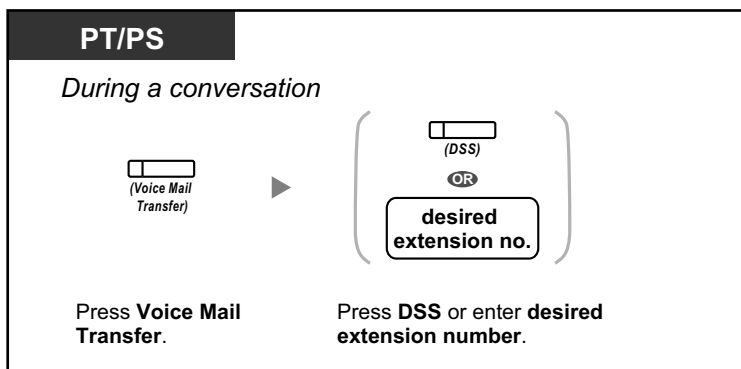 PT/PS
During a conversation
(Voice Mail
Transfer)
(DSS)
OR
desired
extension no.
Press Voice Mail
Transfer.
Press DSS or enter desired
extension number.